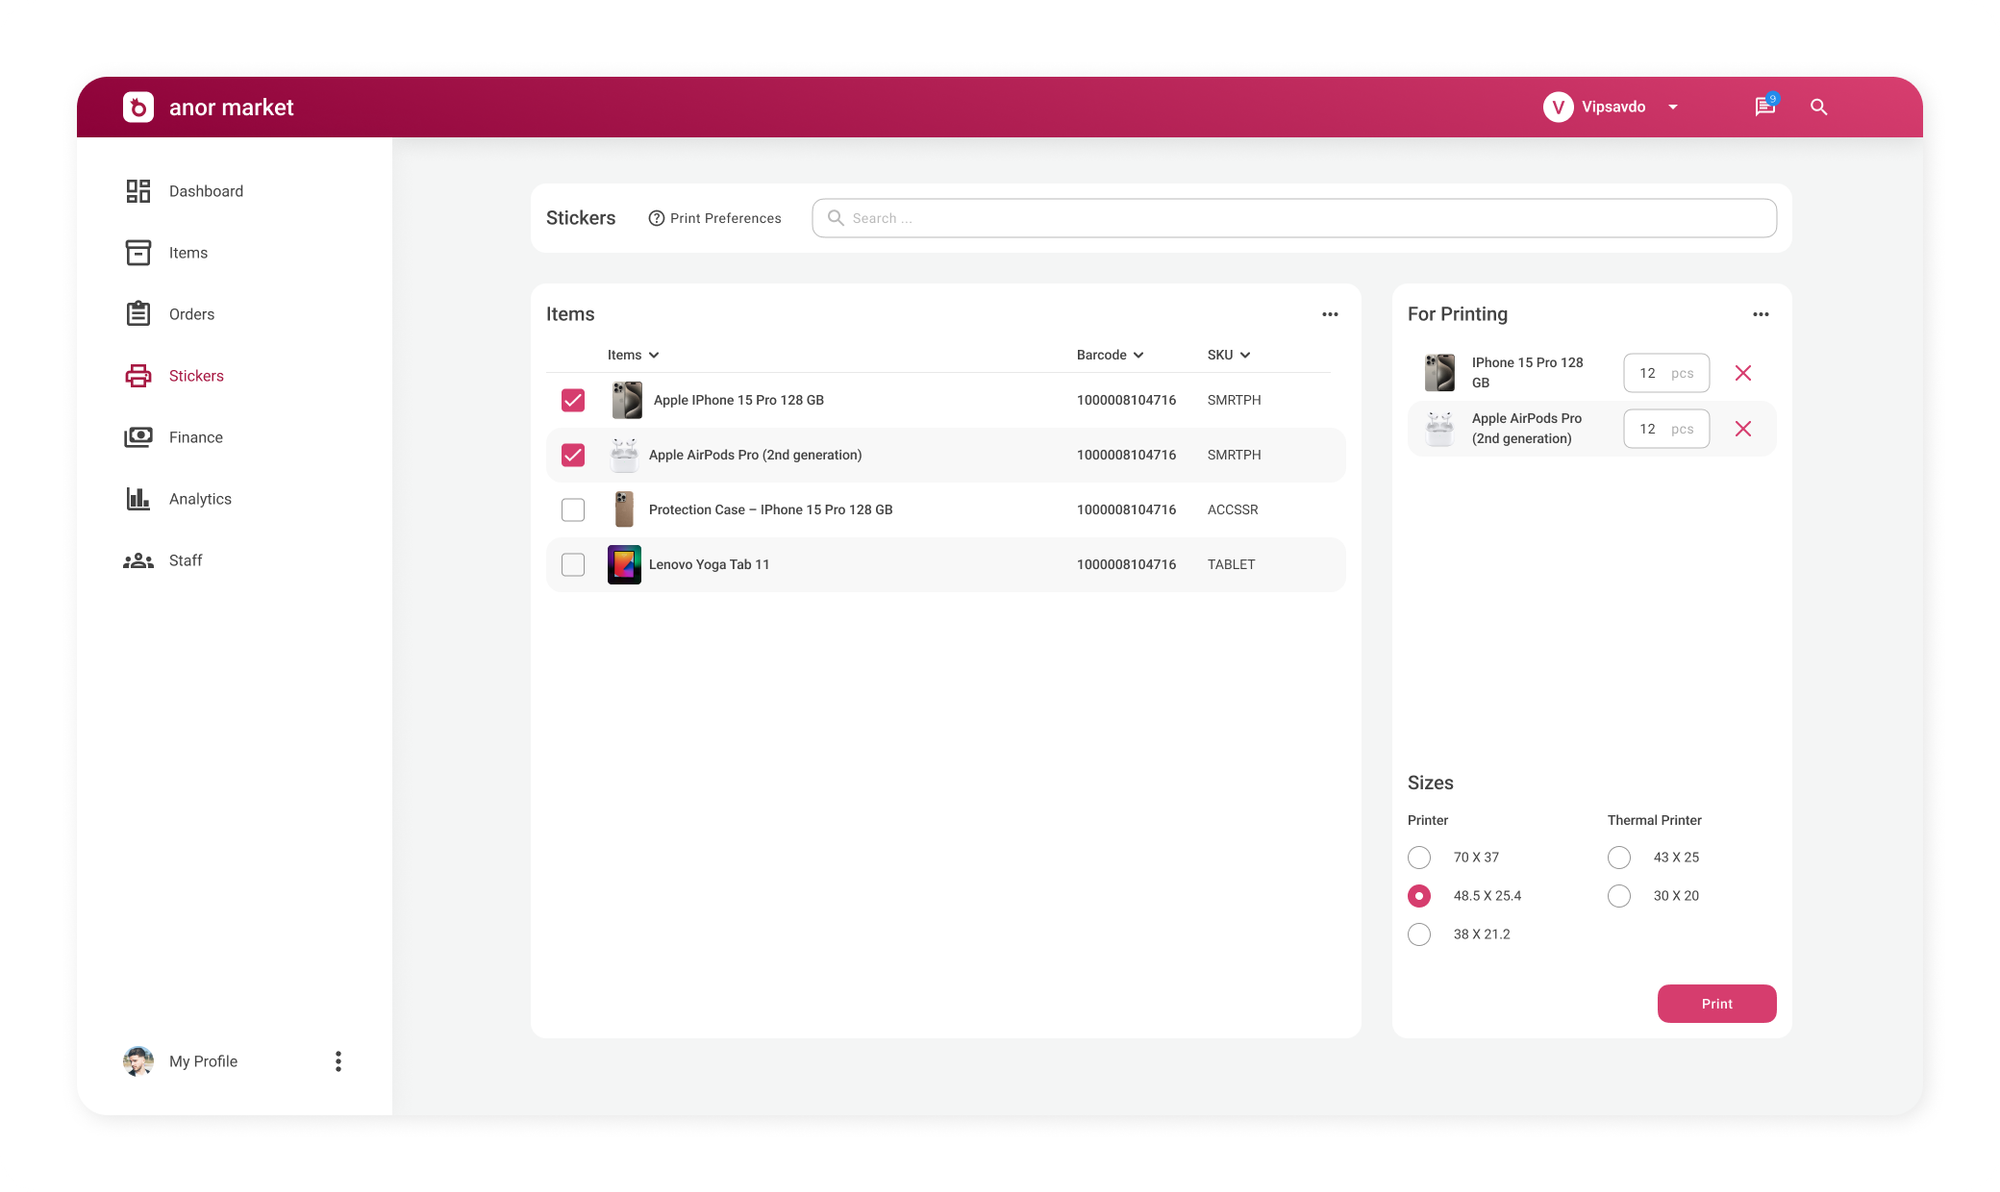 anor market
V Vipsavdo
9
Dashboard
Items
Orders
Stickers
Finance
Analytics
Staff
My Profile
Stickers
Print Preferences
Search ...
Items
Items Barcode SKU
Apple IPhone 15 Pro 128 GB 1000008104716 SMRTPH
Apple AirPods Pro (2nd generation) 1000008104716 SMRTPH
Protection Case – IPhone 15 Pro 128 GB 1000008104716 ACCSSR
Lenovo Yoga Tab 11 1000008104716 TABLET
For Printing
IPhone 15 Pro 128
GB
12 pcs
Apple AirPods Pro
(2nd generation)
12 pcs
Sizes
Printer
70 X 37
48.5 X 25.4
38 X 21.2
Thermal Printer
43 X 25
30 X 20
Print